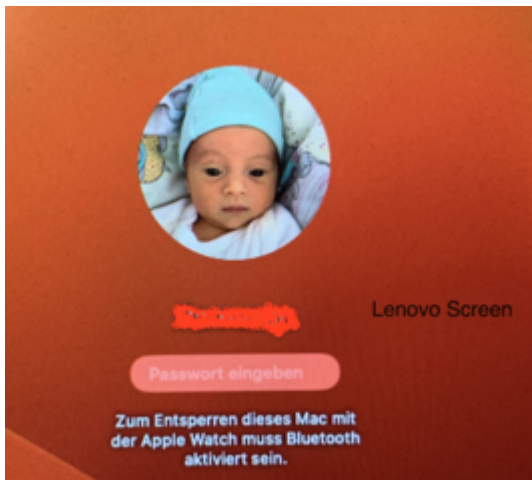 Lenovo Screen
Passwort eingeben
Zum Entsperren dieses Mac mit
der Apple Watch muss Bluetooth
aktiviert sein.